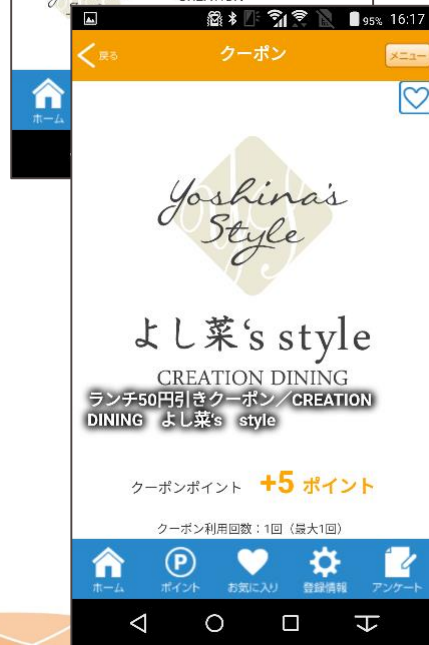 95% 16:17
戻る
クーポン
メニュー
ホーム
Yoshina's
Style
よし菜‘s style
CREATION DINING
ランチ50円引きクーポン／CREATION
DINING　よし菜's　style
クーポンポイント +5 ポイント
クーポン利用回数：1回（最大1回）
ホーム
P
ポイント
お気に入り
登録情報
アンケート